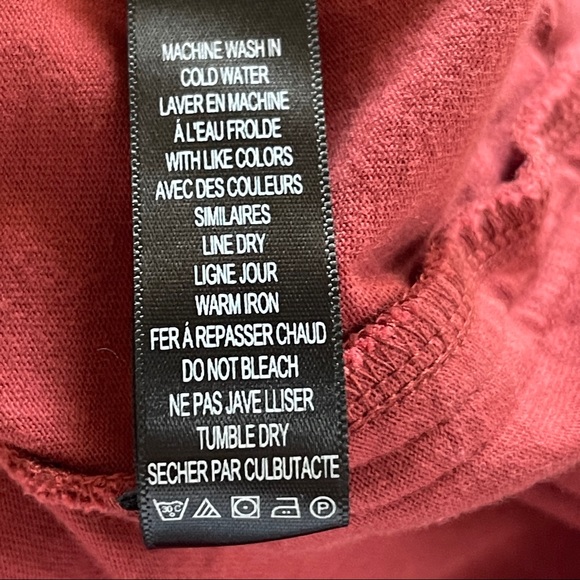 MACHINE WASH IN
COLD WATER
LAVER EN MACHINE
Á L'EAU FROLDE
WITH LIKE COLORS
AVEC DES COULEURS
SIMILAIRES
LINE DRY
LIGNE JOUR
WARM IRON
FER Á REPASSER CHAUD
DO NOT BLEACH
NE PAS JAVE LLISER
TUMBLE DRY
SECHER PAR CULBUTACTE
30°C P